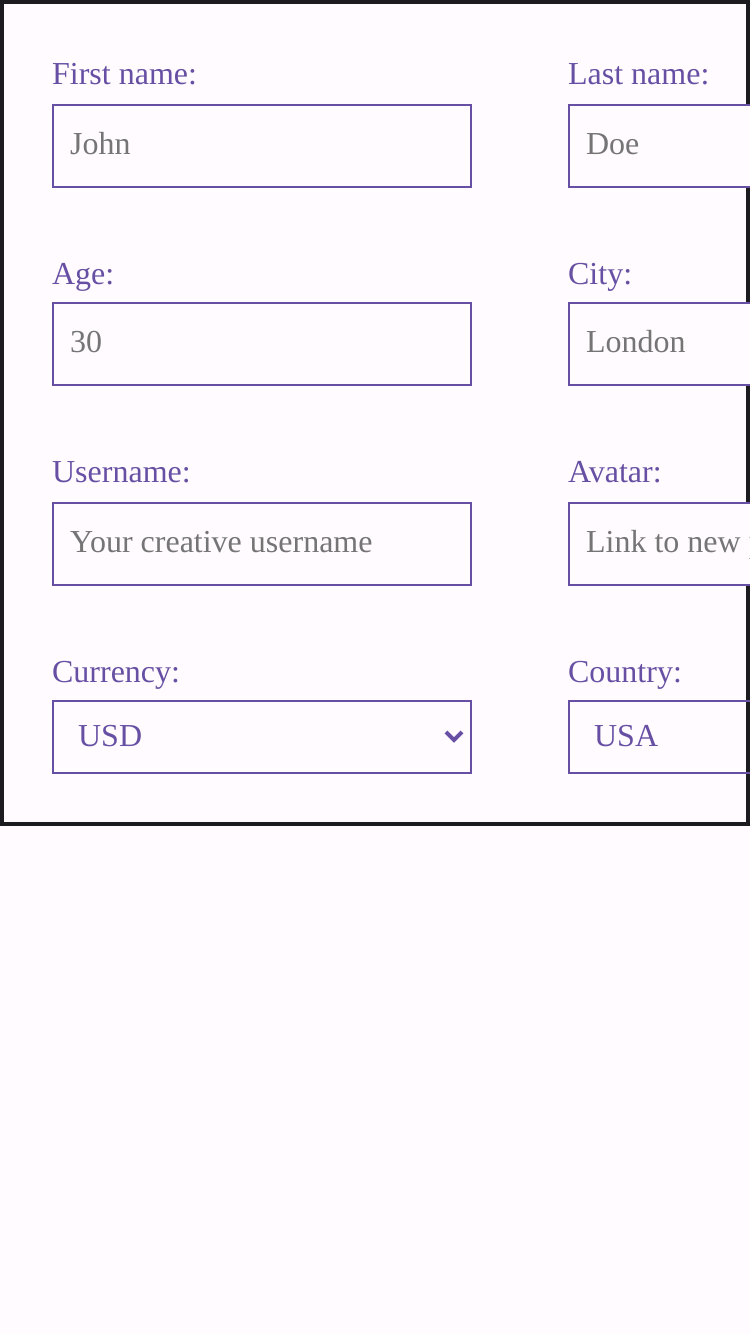 First name:
Last name:
John
Doe
Age:
City:
30
London
Username:
Avatar:
Your creative username
Link to new
Currency:
Country:
USD
USA